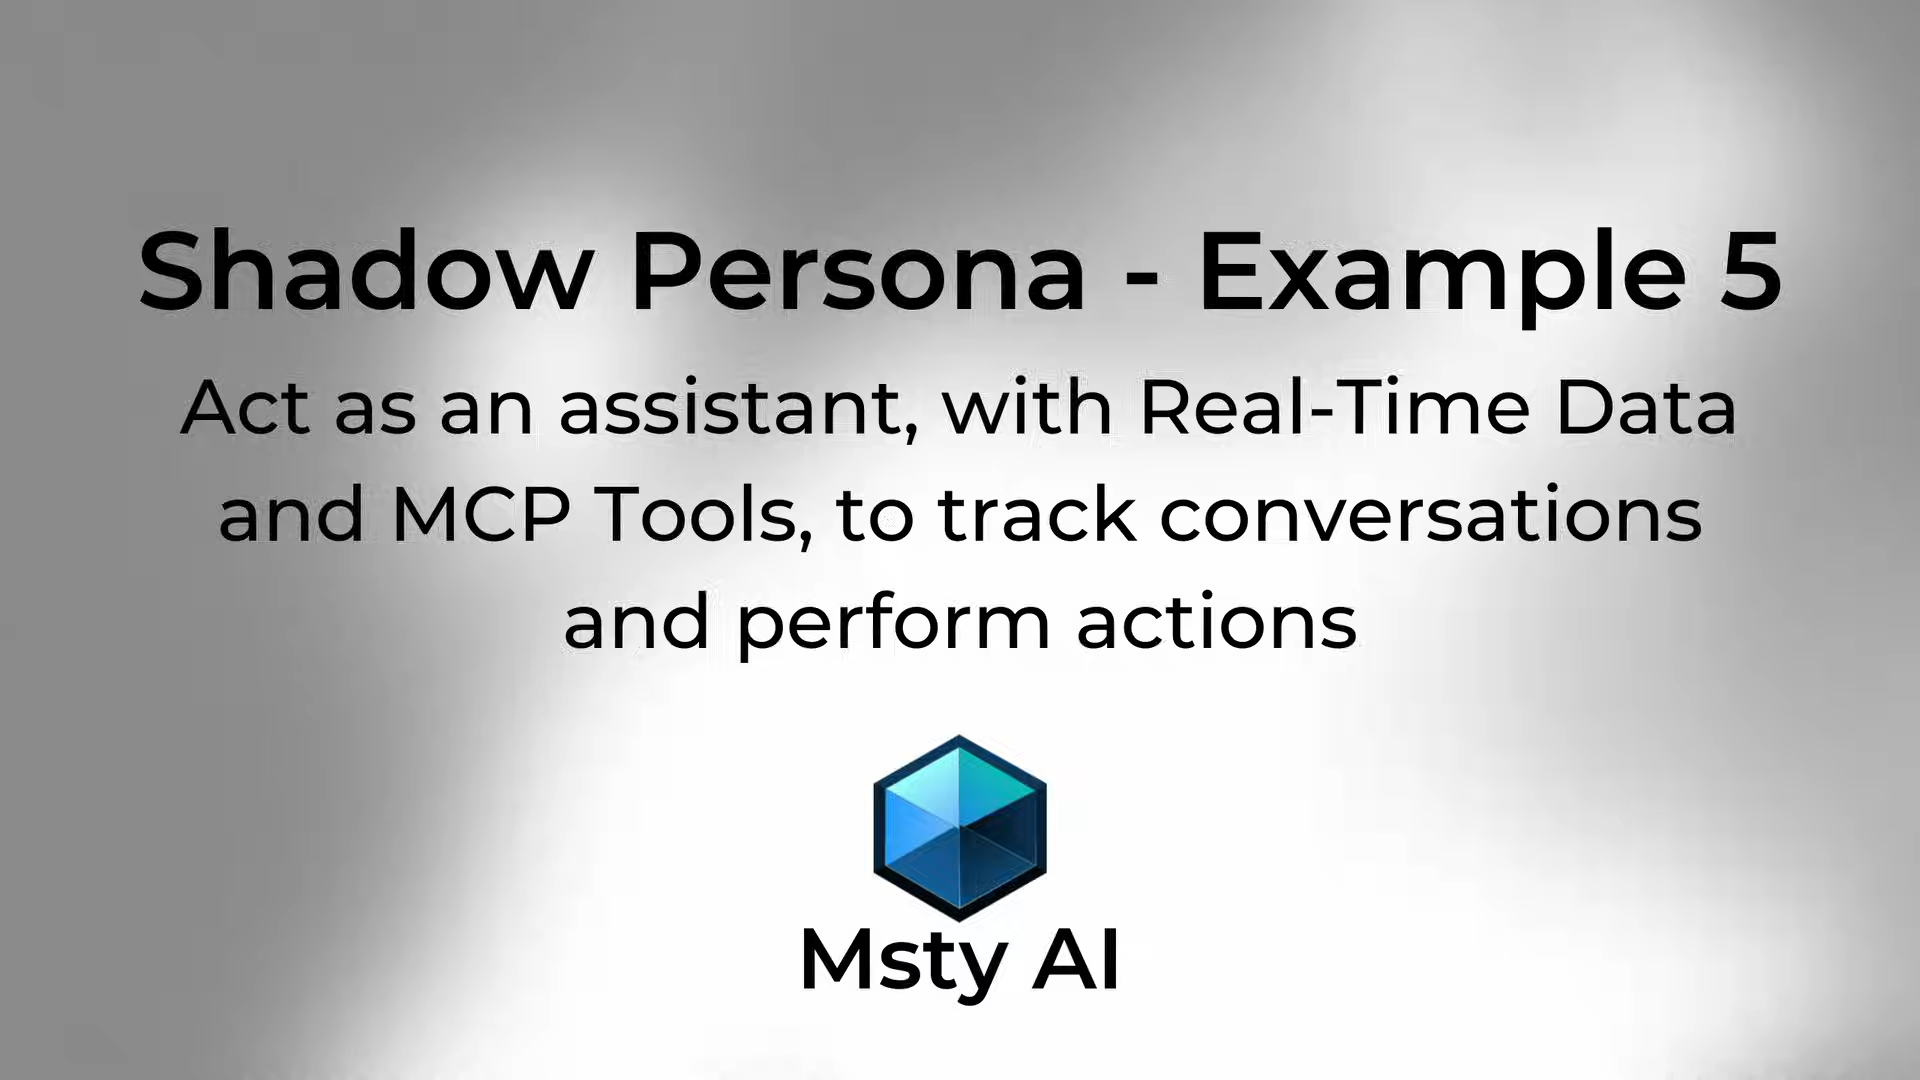 Shadow Persona - Example 5
Act as an assistant, with Real-Time Data
and MCP Tools, to track conversations
and perform actions
Msty AI